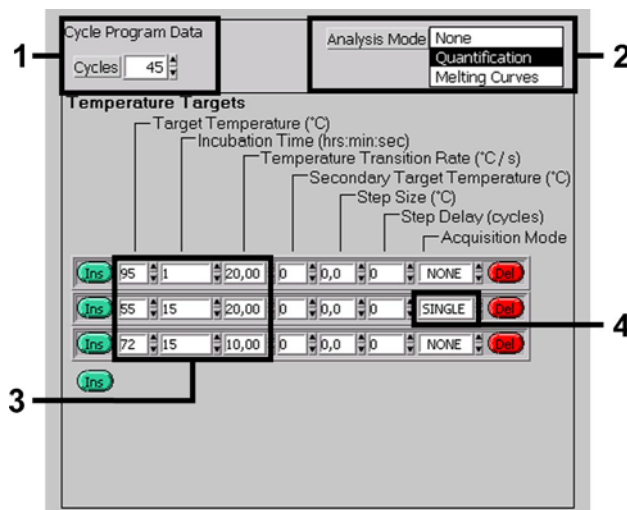 Cycle Program Data
Cycles 45
Analysis Mode None
Quantification
Melting Curves
1
2
Temperature Targets
Target Temperature (°C)
Incubation Time (hrs:min:sec)
Temperature Transition Rate (°C / s)
Secondary Target Temperature (°C)
Step Size (°C)
Step Delay (cycles)
Acquisition Mode
Ins 95 1 20,00 0 0,0 0 NONE Del
Ins 55 15 20,00 0 0,0 0 SINGLE Del
4
Ins 72 15 10,00 0 0,0 0 NONE Del
Ins
3